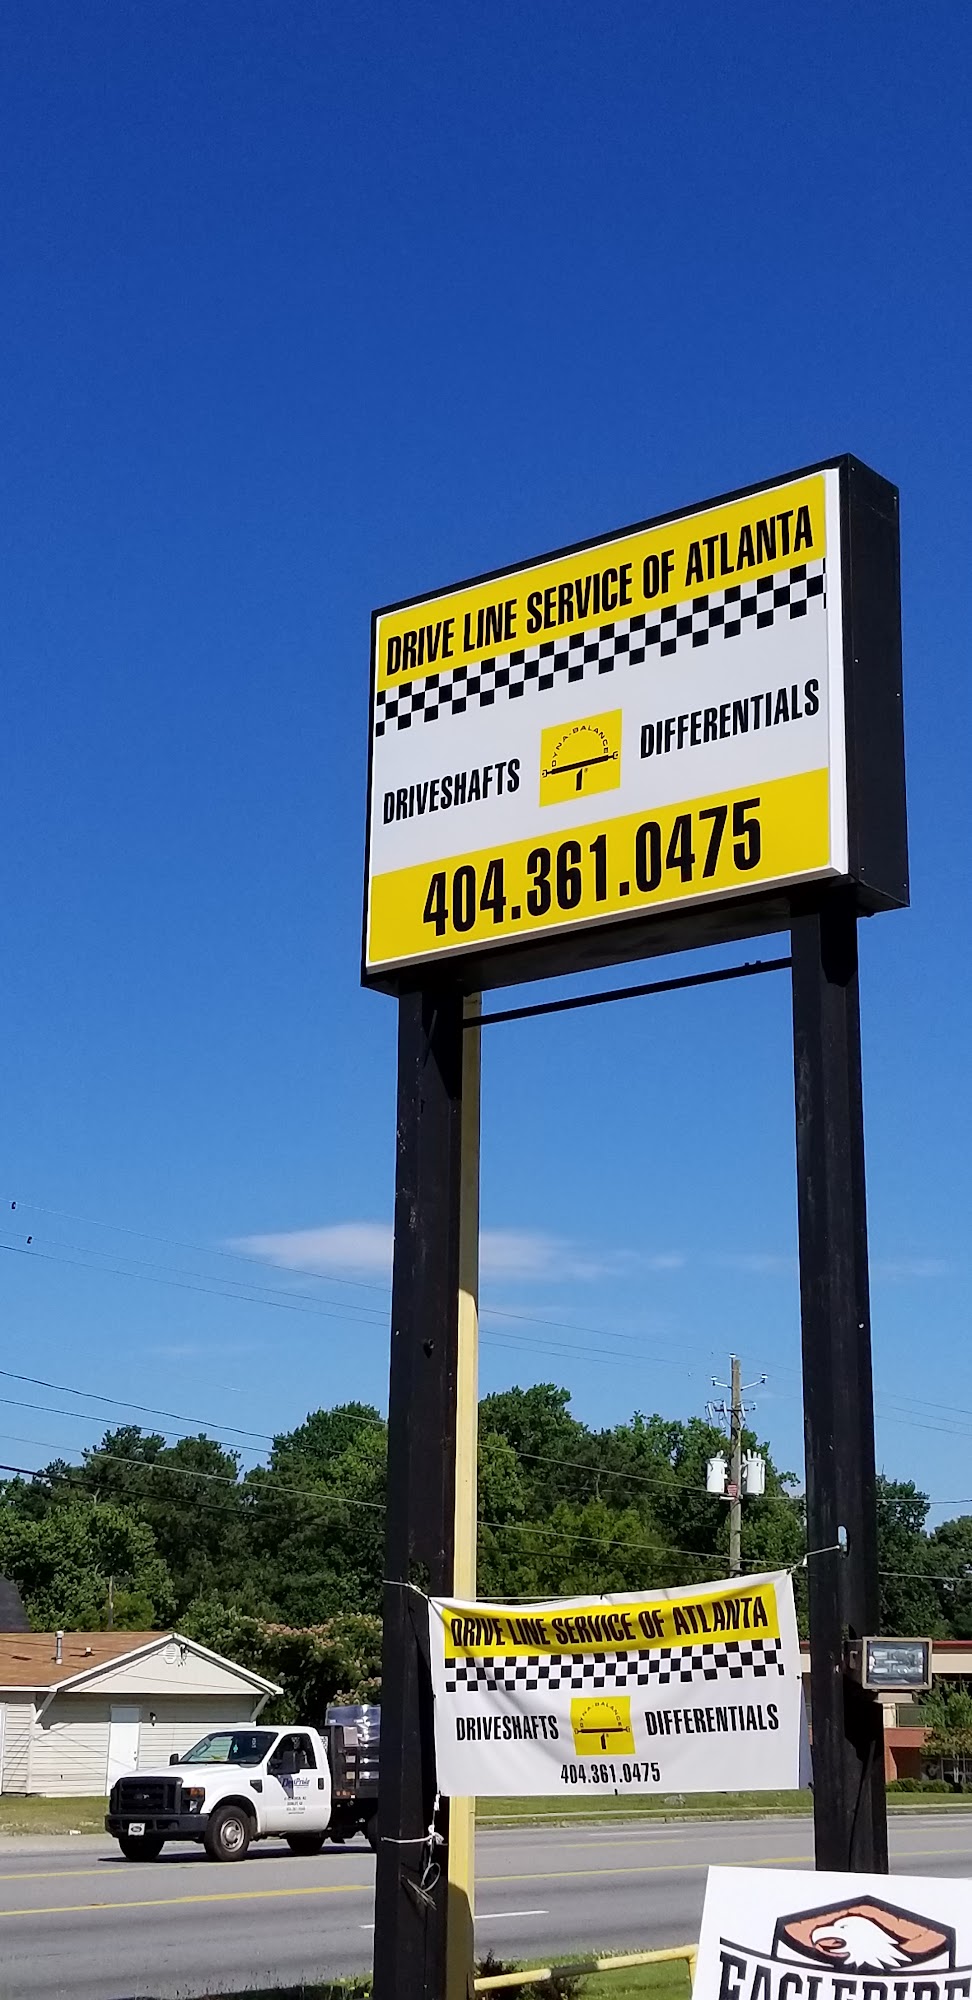 DRIVE LINE SERVICE OF ATLANTA
DRIVESHAFTS
DYNA-BALANCE
DIFFERENTIALS
404.361.0475
DRIVE LINE SERVICE OF ATLANTA
DRIVESHAFTS
DYNA-BALANCE
DIFFERENTIALS
404.361.0475